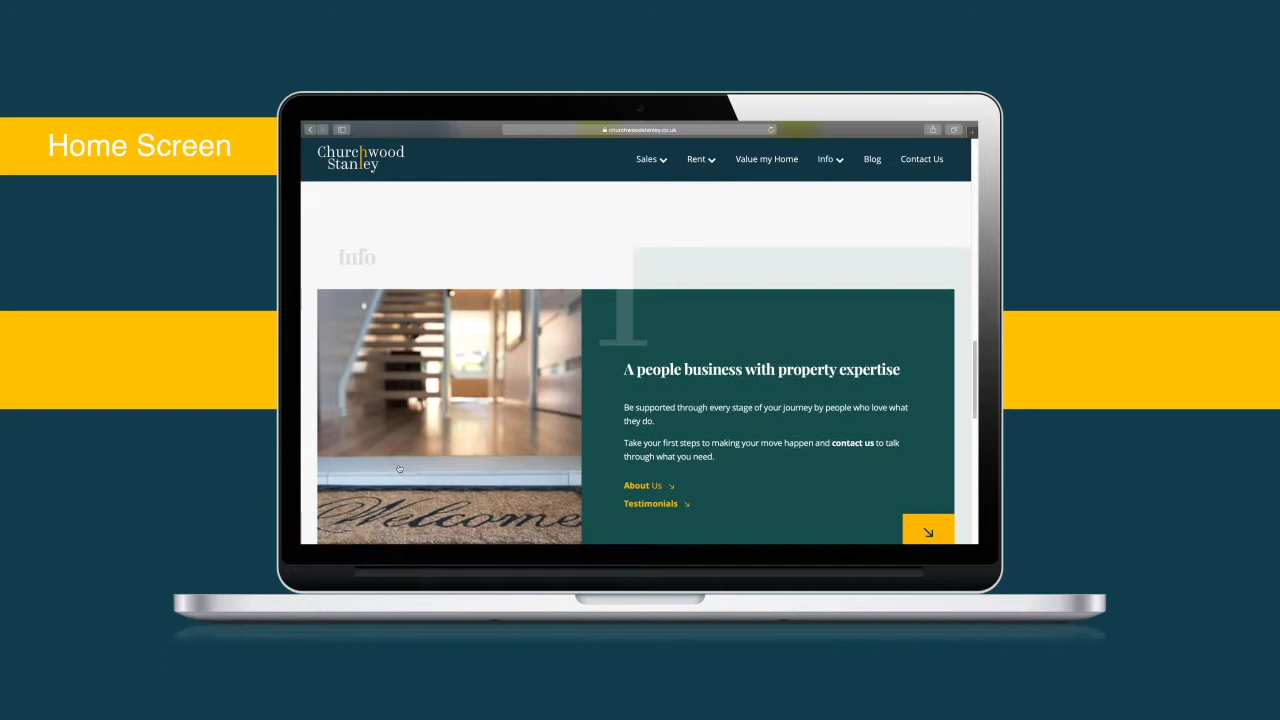 Home Screen
churchwoodstanley.co.uk
Churchwood
Stanley
Sales Rent Value my Home Info Blog Contact Us
Info
I
A people business with property expertise
Be supported through every stage of your journey by people who love what
they do.
Take your first steps to making your move happen and contact us to talk
through what you need.
About Us
Testimonials
Welcome